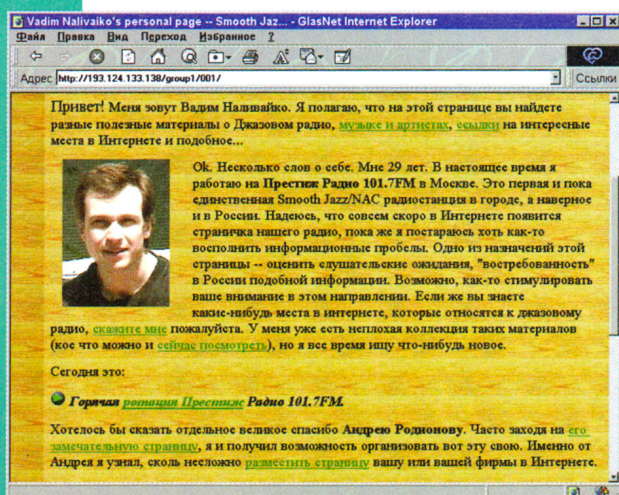 Vadim Nalivaiko's personal page -- Smooth Jaz... - GlasNet Internet Explorer
Файл Правка Вид Переход Избранное ?
Адрес http://193.124.133.138/group1/001/ Ссылки
Привет! Меня зовут Вадим Наливайко. Я полагаю, что на этой странице вы найдете
разные полезные материалы о Джазовом радио, музыке и артистах, ссылки на интересные
места в Интернете и подобное...
Ok. Несколько слов о себе. Мне 29 лет. В настоящее время я
работаю на Престиж Радио 101.7FM в Москве. Это первая и пока
единственная Smooth Jazz/NAC радиостанция в городе, а наверное
и в России. Надеюсь, что совсем скоро в Интернете появится
страничка нашего радио, пока же я постараюсь хоть как-то
восполнить информационные пробелы. Одно из назначений этой
страницы -- оценить слушательские ожидания, "востребованность"
в России подобной информации. Возможно, как-то стимулировать
ваше внимание в этом направлении. Если же вы знаете
какие-нибудь места в интернете, которые относятся к джазовому
радио, скажите мне пожалуйста. У меня уже есть неплохая коллекция таких материалов
(кое что можно и сейчас посмотреть), но я все время ищу что-нибудь новое.
Сегодня это:
Горячая ротация Престиж Радио 101.7FM.
Хотелось бы сказать отдельное великое спасибо Андрею Родионову. Часто заходя на его
замечательную страницу, я и получил возможность организовать вот эту свою. Именно от
Андрея я узнал, сколь несложно разместить страницу вашу или вашей фирмы в Интернете.